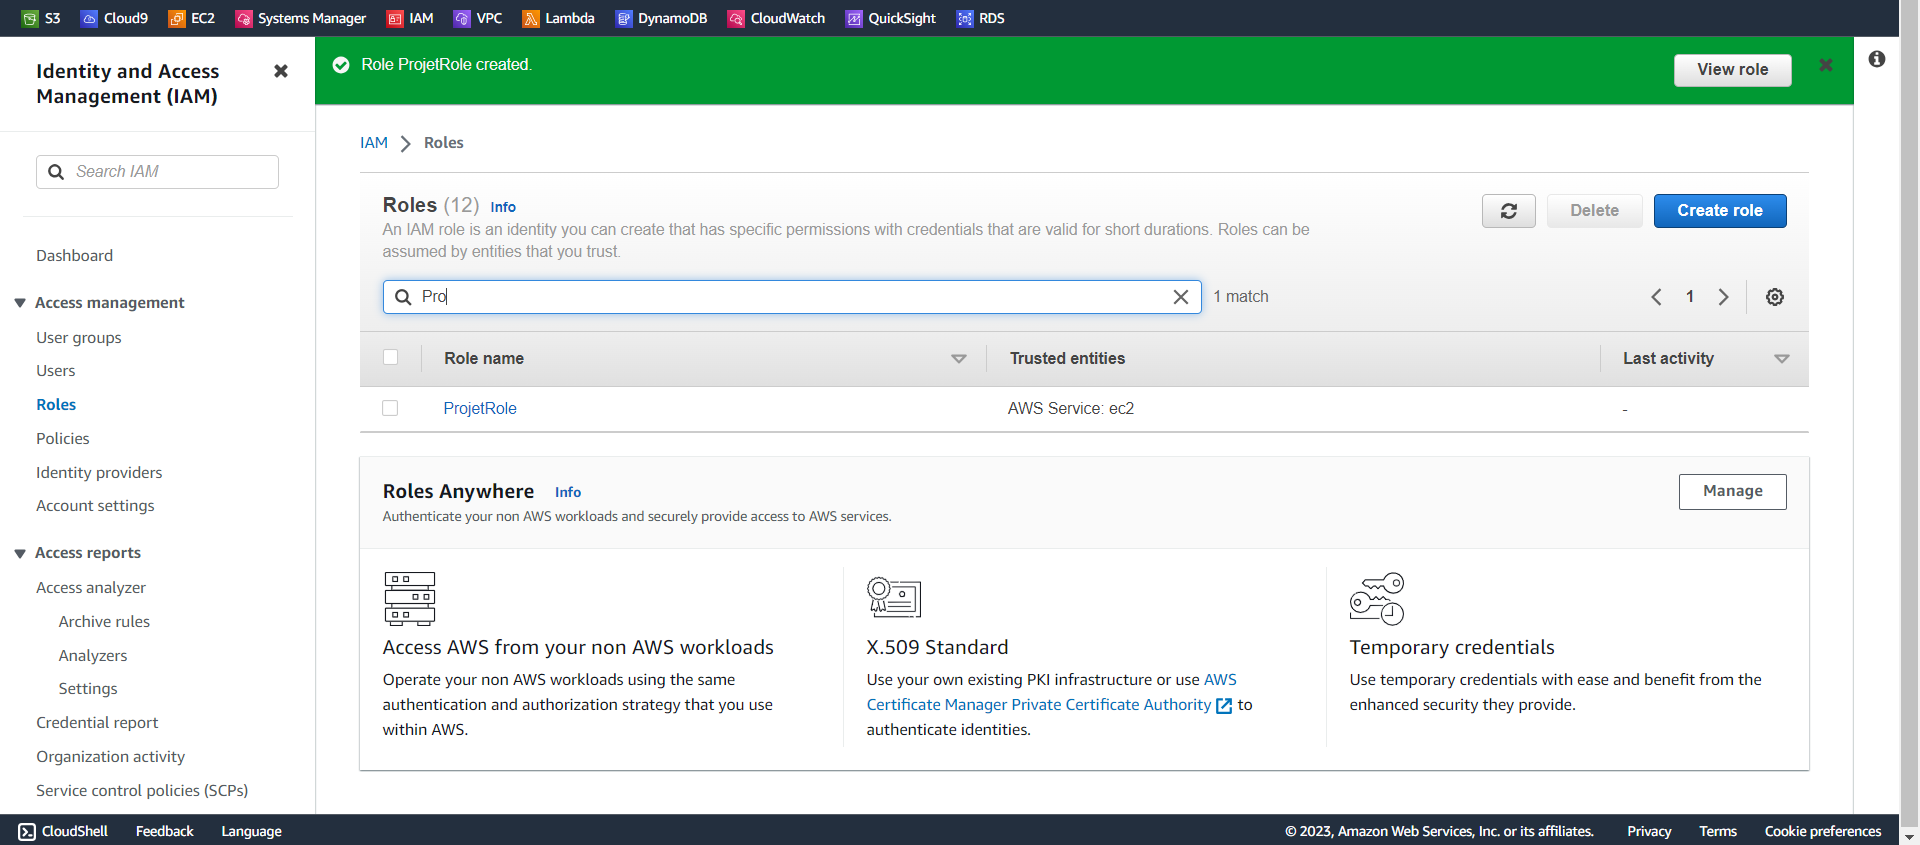 S3 Cloud9 EC2 Systems Manager IAM VPC Lambda DynamoDB CloudWatch QuickSight RDS
Identity and Access
Management (IAM)
Search IAM
Dashboard
Access management
User groups
Users
Roles
Policies
Identity providers
Account settings
Access reports
Access analyzer
Archive rules
Analyzers
Settings
Credential report
Organization activity
Service control policies (SCPs)
Role ProjetRole created.
View role
IAM Roles
Roles (12) Info
An IAM role is an identity you can create that has specific permissions with credentials that are valid for short durations. Roles can be
assumed by entities that you trust.
Delete
Create role
Pro
1 match
1
Role name Trusted entities Last activity
ProjetRole AWS Service: ec2 -
Roles Anywhere Info
Authenticate your non AWS workloads and securely provide access to AWS services.
Manage
Access AWS from your non AWS workloads
Operate your non AWS workloads using the same
authentication and authorization strategy that you use
within AWS.
X.509 Standard
Use your own existing PKI infrastructure or use AWS
Certificate Manager Private Certificate Authority to
authenticate identities.
Temporary credentials
Use temporary credentials with ease and benefit from the
enhanced security they provide.
CloudShell Feedback Language
© 2023, Amazon Web Services, Inc. or its affiliates. Privacy Terms Cookie preferences